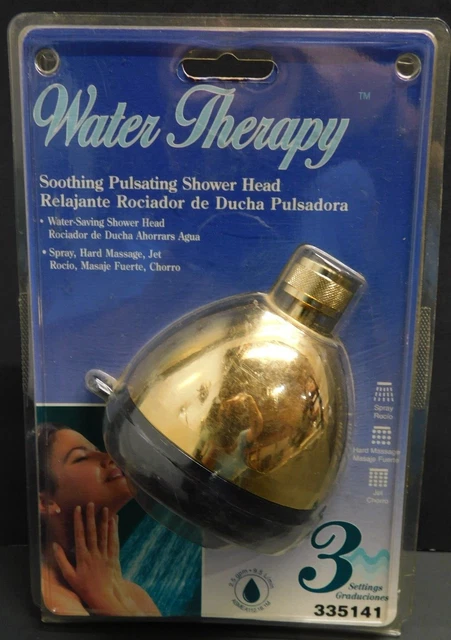 Water Therapy™
Soothing Pulsating Shower Head
Relajante Rociador de Ducha Pulsadora
• Water-Saving Shower Head
Rociador de Ducha Ahorrars Agua
• Spray, Hard Massage, Jet
Rocio, Masaje Fuerte, Chorro
Spray
Rocio
Hard Massage
Masaje Fuerte
Jet
Chorro
3
Settings
Graduciones
335141